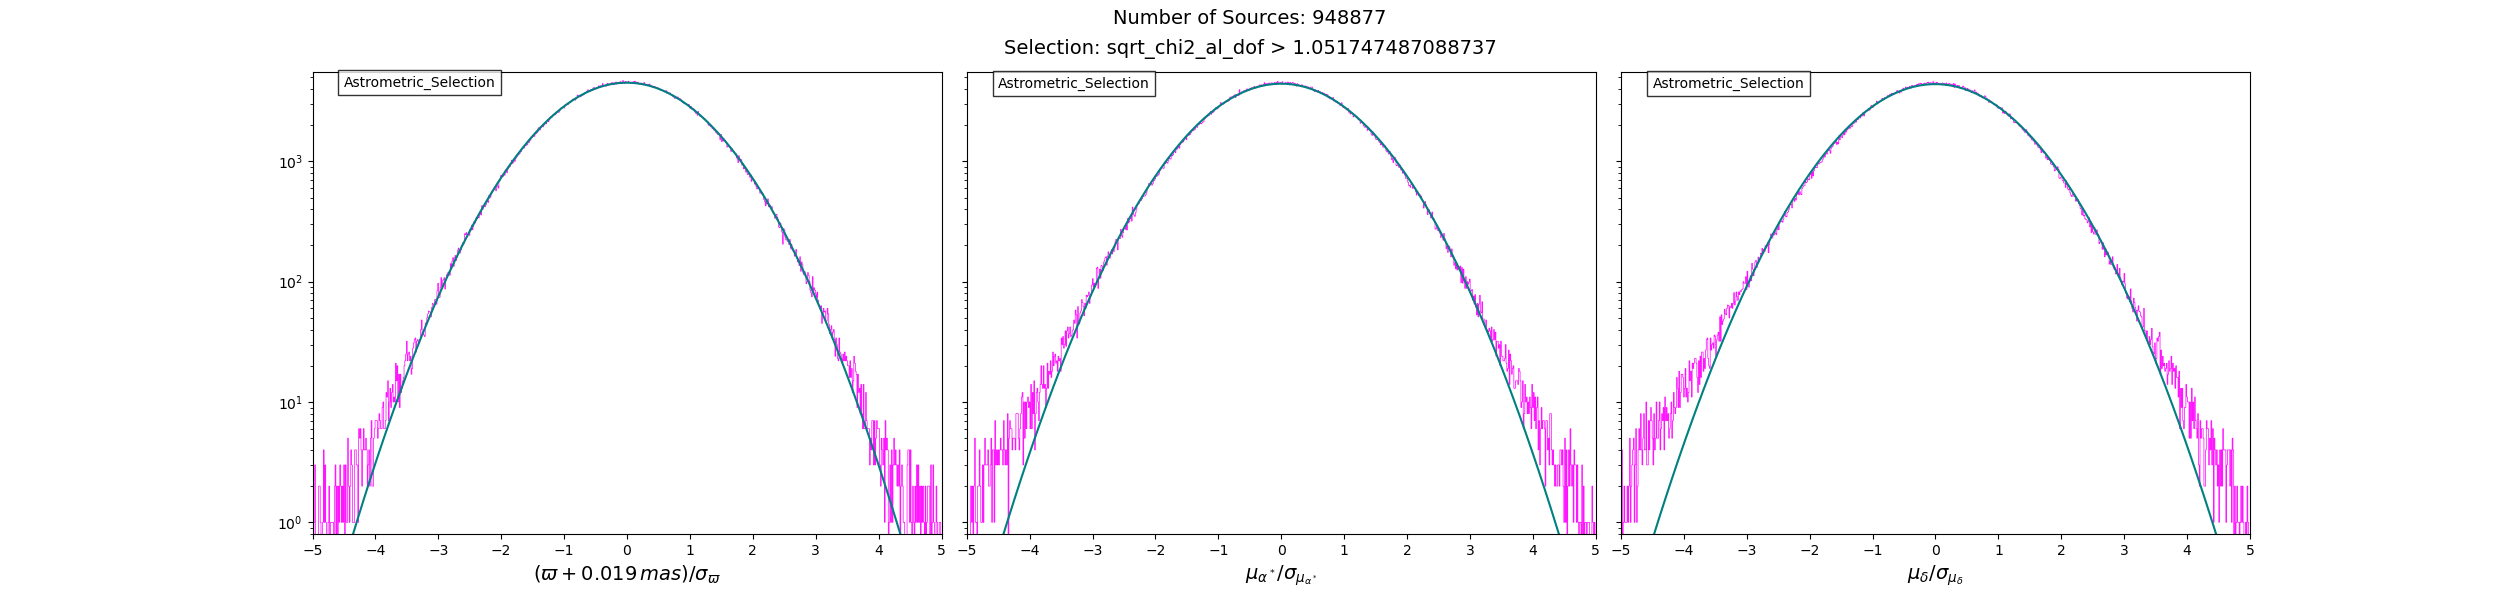 Number of Sources: 948877
Selection: sqrt_chi2_al_dof > 1.051747487088737
Astrometric_Selection
Astrometric_Selection
Astrometric_Selection
10³
10²
10¹
10⁰
−5 −4 −3 −2 −1 0 1 2 3 4 5
−5 −4 −3 −2 −1 0 1 2 3 4 5
−5 −4 −3 −2 −1 0 1 2 3 4 5
(ϖ + 0.019 mas)/σ_ϖ
μ_α*/σ_μ_α*
μ_δ/σ_μ_δ